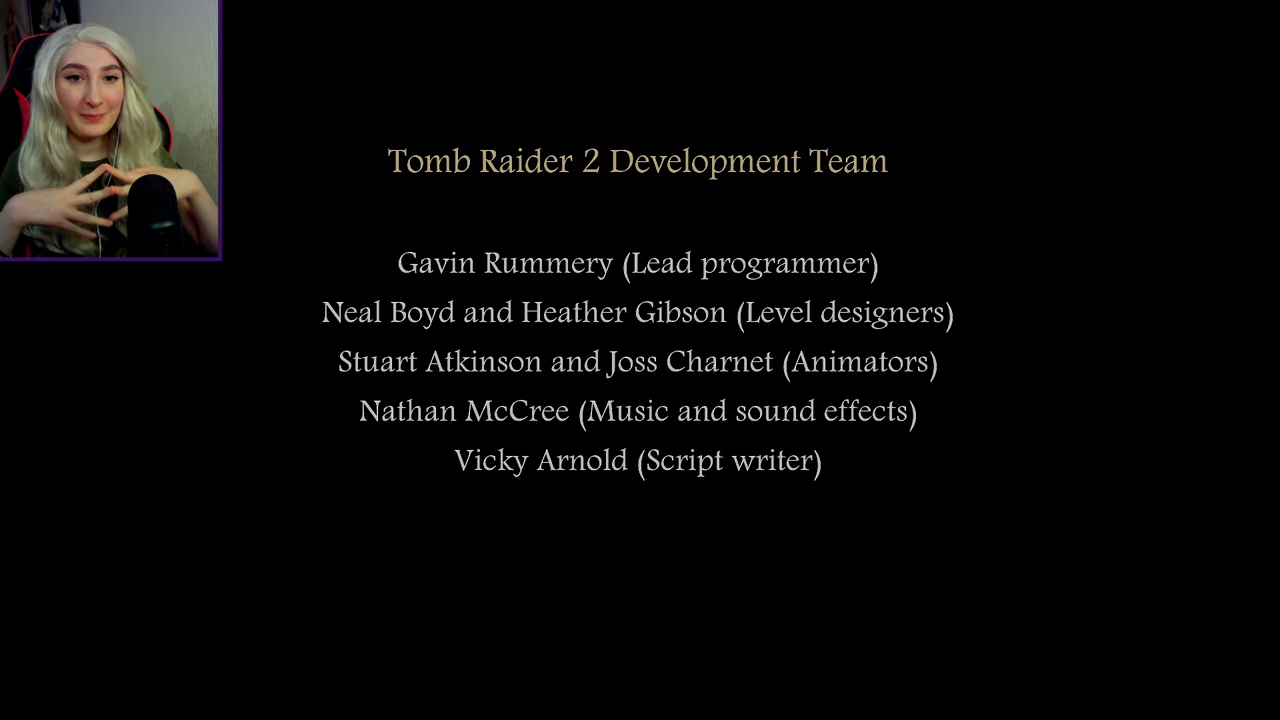 Tomb Raider 2 Development Team
Gavin Rummery (Lead programmer)
Neal Boyd and Heather Gibson (Level designers)
Stuart Atkinson and Joss Charnet (Animators)
Nathan McCree (Music and sound effects)
Vicky Arnold (Script writer)